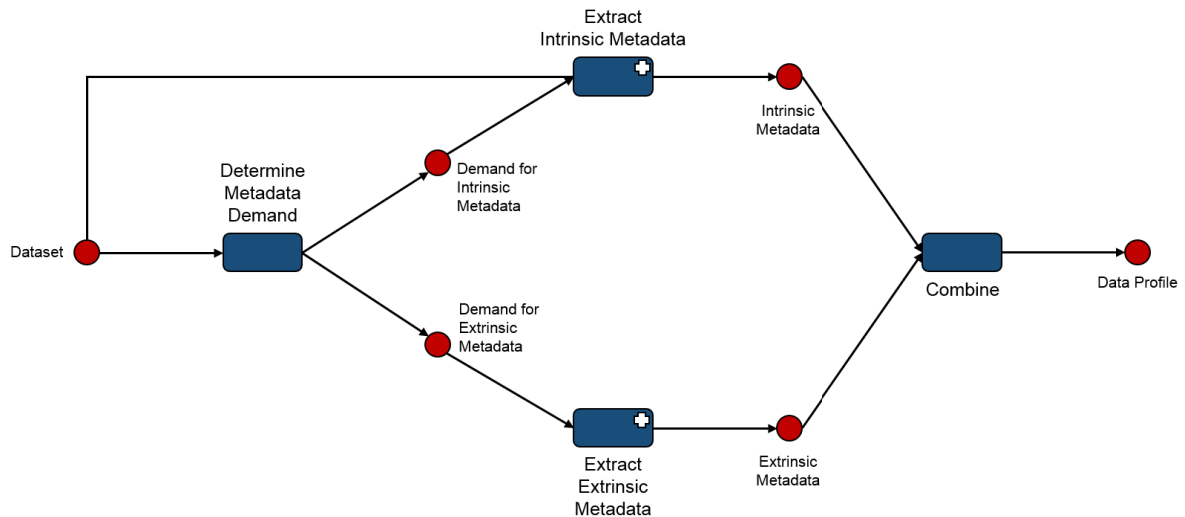 Extract
Intrinsic Metadata
Intrinsic
Metadata
Determine
Metadata
Demand
Demand for
Intrinsic
Metadata
Dataset
Combine
Data Profile
Demand for
Extrinsic
Metadata
Extract
Extrinsic
Metadata
Extrinsic
Metadata